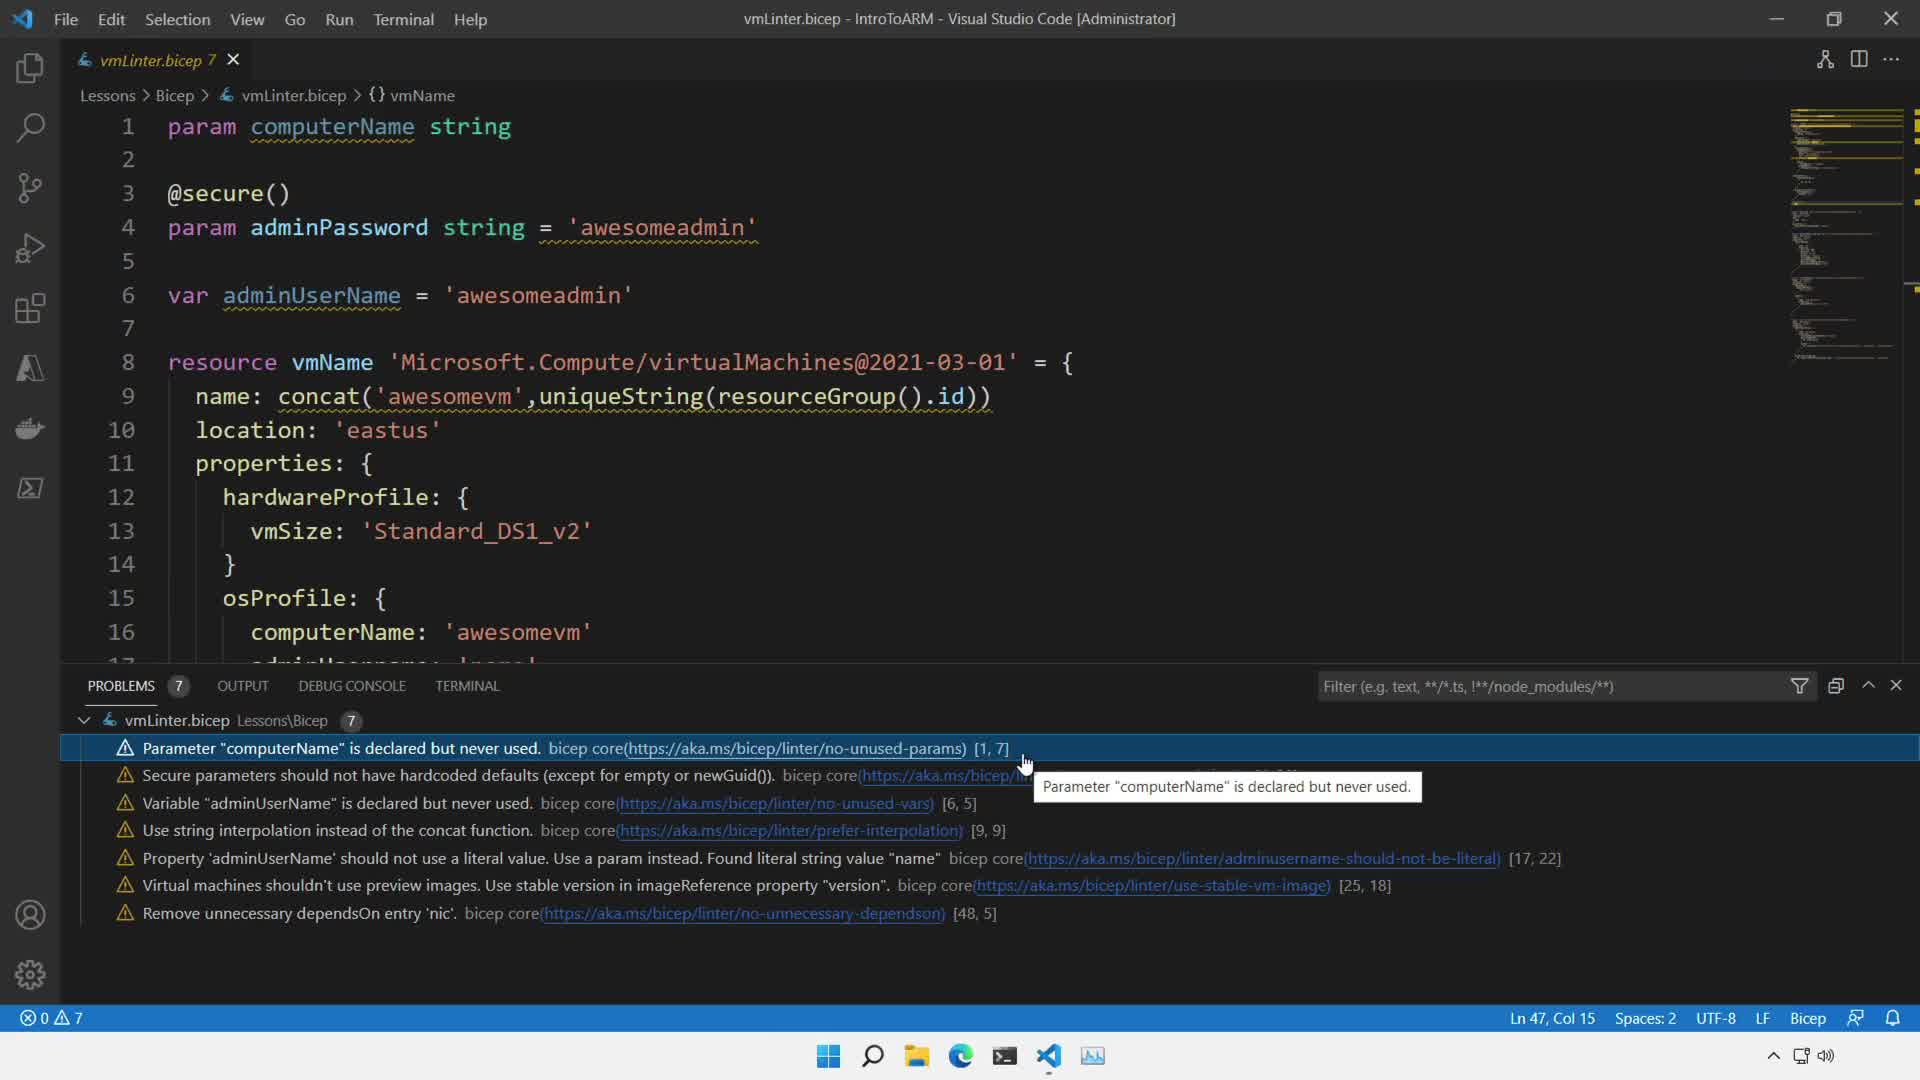 File Edit Selection View Go Run Terminal Help
vmLinter.bicep - IntroToARM - Visual Studio Code [Administrator]
vmLinter.bicep 7
Lessons > Bicep > vmLinter.bicep > {} vmName
1 param computerName string
2
3 @secure()
4 param adminPassword string = 'awesomeadmin'
5
6 var adminUserName = 'awesomeadmin'
7
8 resource vmName 'Microsoft.Compute/virtualMachines@2021-03-01' = {
9 name: concat('awesomevm',uniqueString(resourceGroup().id))
10 location: 'eastus'
11 properties: {
12 hardwareProfile: {
13 vmSize: 'Standard_DS1_v2'
14 }
15 osProfile: {
16 computerName: 'awesomevm'
PROBLEMS 7 OUTPUT DEBUG CONSOLE TERMINAL
Filter (e.g. text, **/*.ts, !**/node_modules/**)
vmLinter.bicep Lessons\Bicep 7
Parameter "computerName" is declared but never used. bicep core(https://aka.ms/bicep/linter/no-unused-params) [1, 7]
Secure parameters should not have hardcoded defaults (except for empty or newGuid()). bicep core(https://aka.ms/bicep/
Parameter "computerName" is declared but never used.
Variable "adminUserName" is declared but never used. bicep core(https://aka.ms/bicep/linter/no-unused-vars) [6, 5]
Use string interpolation instead of the concat function. bicep core(https://aka.ms/bicep/linter/prefer-interpolation) [9, 9]
Property 'adminUserName' should not use a literal value. Use a param instead. Found literal string value "name" bicep core(https://aka.ms/bicep/linter/adminusername-should-not-be-literal) [17, 22]
Virtual machines shouldn't use preview images. Use stable version in imageReference property "version". bicep core(https://aka.ms/bicep/linter/use-stable-vm-image) [25, 18]
Remove unnecessary dependsOn entry 'nic'. bicep core(https://aka.ms/bicep/linter/no-unnecessary-dependson) [48, 5]
0 7
Ln 47, Col 15 Spaces: 2 UTF-8 LF Bicep